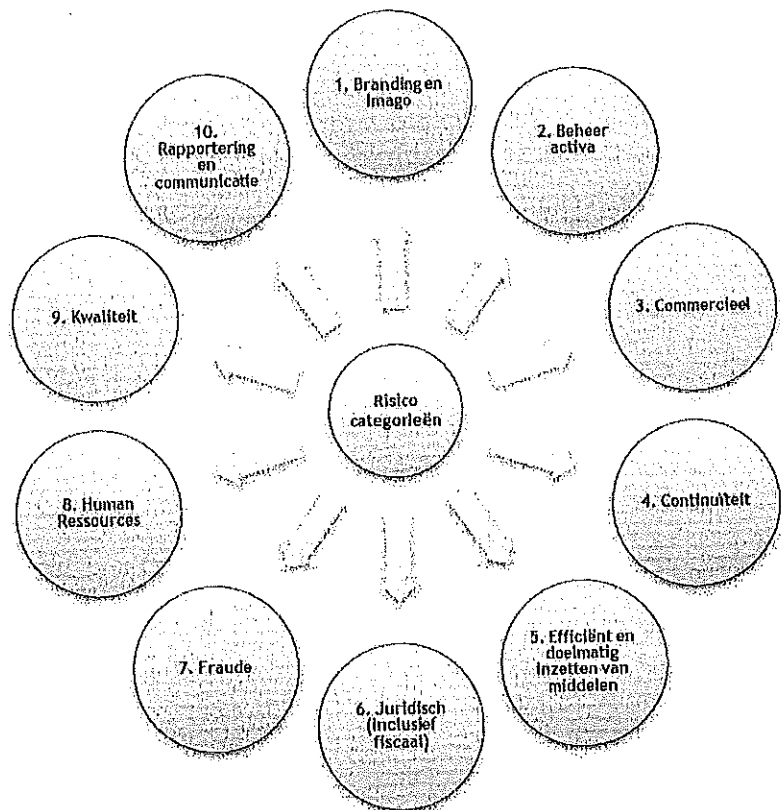 1. Branding en
Imago
2. Beheer
activa
3. Commercieel
4. Continuïteit
5. Efficiënt en
doelmatig
inzetten van
middelen
6. Juridisch
(inclusief
fiscaal)
7. Fraude
8. Human
Ressources
9. Kwaliteit
10.
Rapportering
en
communicatie
Risico
categorieën